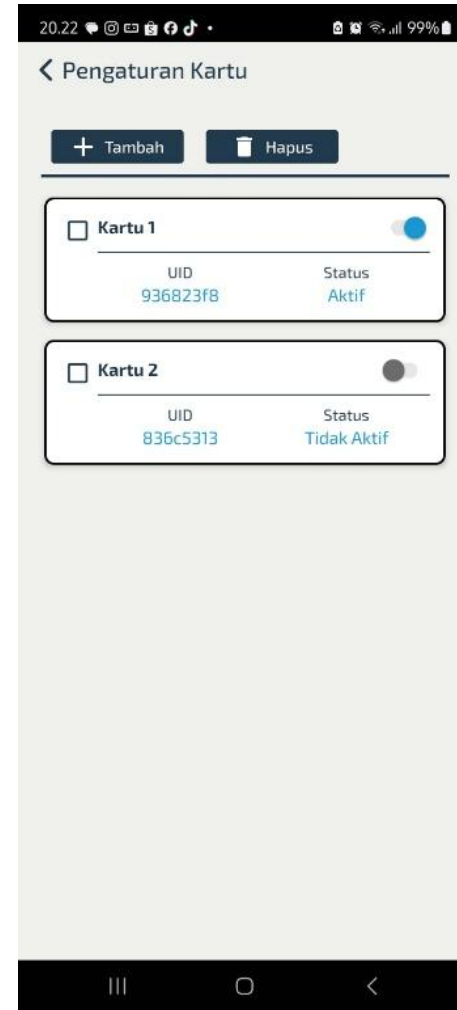 20.22 99%
Pengaturan Kartu
Tambah Hapus
Kartu 1
UID Status
936823f8 Aktif
Kartu 2
UID Status
836c5313 Tidak Aktif